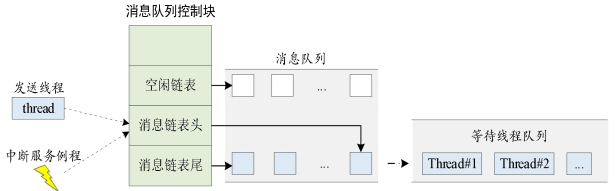 消息队列控制块
消息队列
空闲链表
...
发送线程
thread
消息链表头
等待线程队列
中断服务例程
消息链表尾
...
Thread#1
Thread#2
...